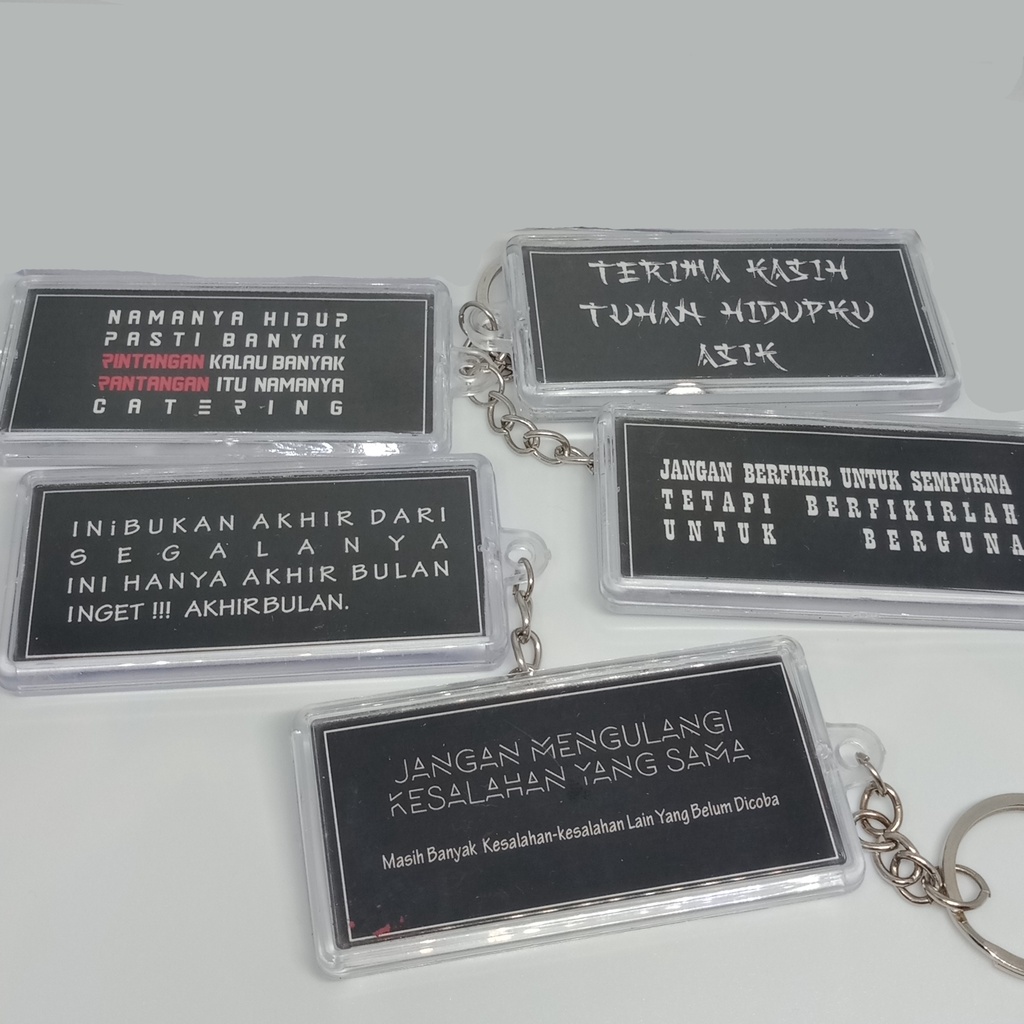 NAMANYA HIDUP
PASTI BANYAK
RINTANGAN KALAU BANYAK
PANTANGAN ITU NAMANYA
CATERING
TERIMA KASIH
TUHAN HIDUPKU
ASIK
INiBUKAN AKHIR DARI
SEGALANYA
INI HANYA AKHIR BULAN
INGET !!! AKHIRBULAN.
JANGAN BERFIKIR UNTUK SEMPURNA
TETAPI BERFIKIRLAH
UNTUK BERGUNA
JANGAN MENGULANGI
KESALAHAN YANG SAMA
Masih Banyak Kesalahan-kesalahan Lain Yang Belum Dicoba